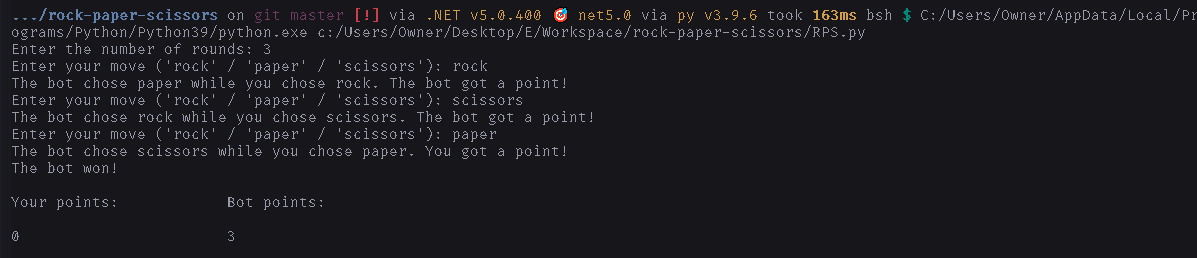 .../rock-paper-scissors on git master [!] via .NET v5.0.400 🎯 net5.0 via py v3.9.6 took 163ms bsh $ C:/Users/Owner/AppData/Local/Pr
ograms/Python/Python39/python.exe c:/Users/Owner/Desktop/E/Workspace/rock-paper-scissors/RPS.py
Enter the number of rounds: 3
Enter your move ('rock' / 'paper' / 'scissors'): rock
The bot chose paper while you chose rock. The bot got a point!
Enter your move ('rock' / 'paper' / 'scissors'): scissors
The bot chose rock while you chose scissors. The bot got a point!
Enter your move ('rock' / 'paper' / 'scissors'): paper
The bot chose scissors while you chose paper. You got a point!
The bot won!
Your points: Bot points:
0 3